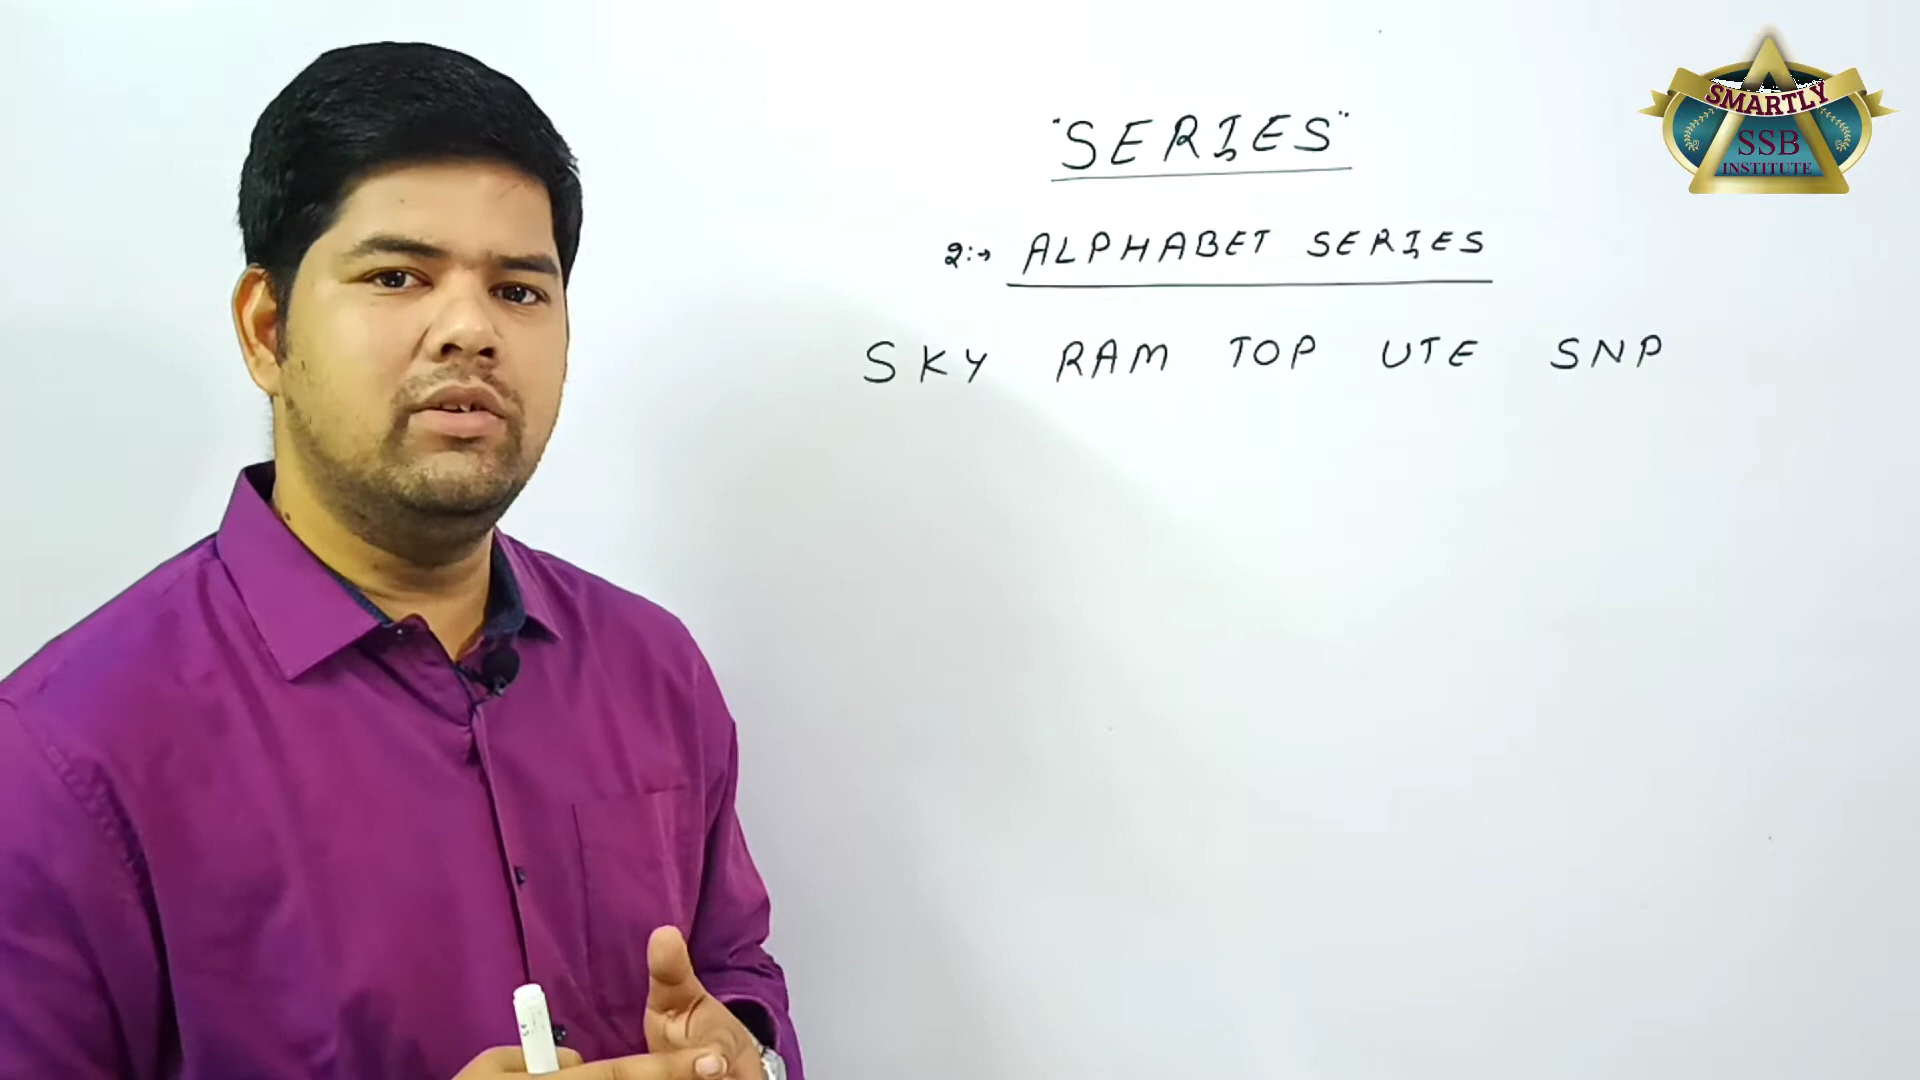 "SERIES"
2:→ ALPHABET SERIES
SKY RAM TOP UTE SNP
SMARTLY
SSB
INSTITUTE